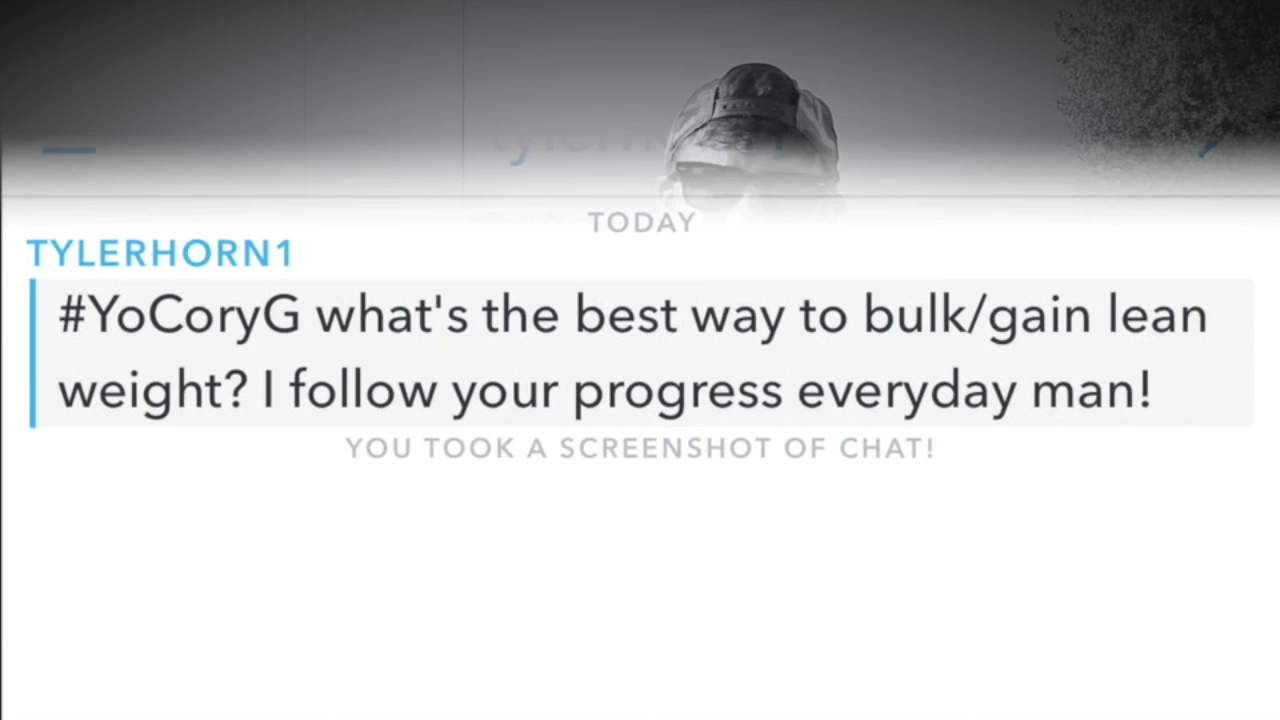 TODAY
TYLERHORN1
#YoCoryG what's the best way to bulk/gain lean
weight? I follow your progress everyday man!
YOU TOOK A SCREENSHOT OF CHAT!